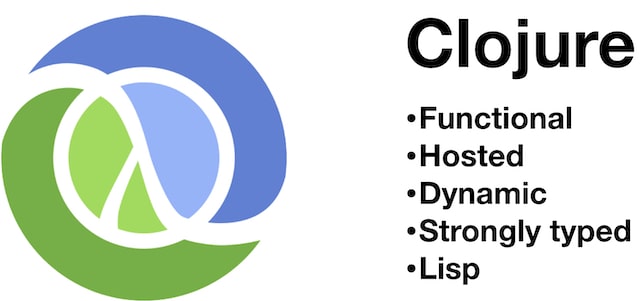 Clojure
•Functional
•Hosted
•Dynamic
•Strongly typed
•Lisp